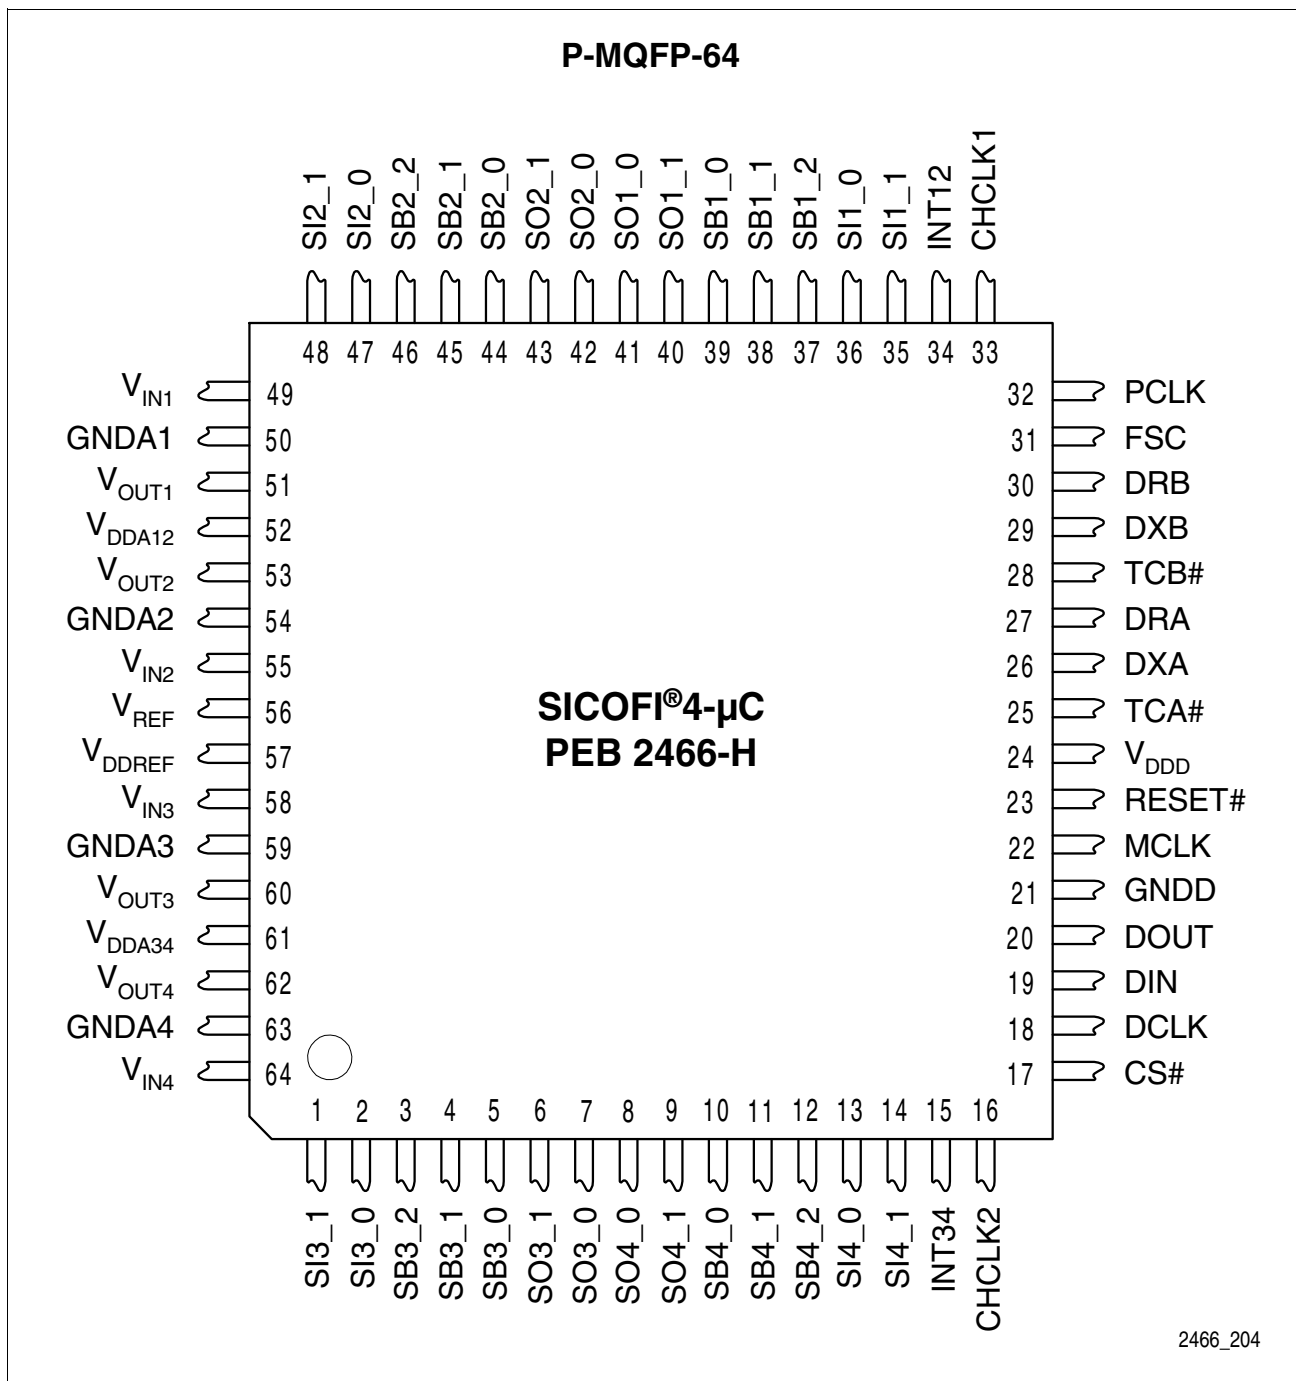 P-MQFP-64
SI2_1
SI2_0
SB2_2
SB2_1
SB2_0
SO2_1
SO2_0
SO1_0
SO1_1
SB1_0
SB1_1
SB1_2
SI1_0
SI1_1
INT12
CHCLK1
48 47 46 45 44 43 42 41 40 39 38 37 36 35 34 33
VIN1 49 32 PCLK
GNDA1 50 31 FSC
VOUT1 51 30 DRB
VDDA12 52 29 DXB
VOUT2 53 28 TCB#
GNDA2 54 27 DRA
VIN2 55 26 DXA
VREF 56 25 TCA#
VDDREF 57 24 VDDD
VIN3 58 23 RESET#
GNDA3 59 22 MCLK
VOUT3 60 21 GNDD
VDDA34 61 20 DOUT
VOUT4 62 19 DIN
GNDA4 63 18 DCLK
VIN4 64 17 CS#
SICOFI®4-µC
PEB 2466-H
1 2 3 4 5 6 7 8 9 10 11 12 13 14 15 16
SI3_1
SI3_0
SB3_2
SB3_1
SB3_0
SO3_1
SO3_0
SO4_0
SO4_1
SB4_0
SB4_1
SB4_2
SI4_0
SI4_1
INT34
CHCLK2
2466_204